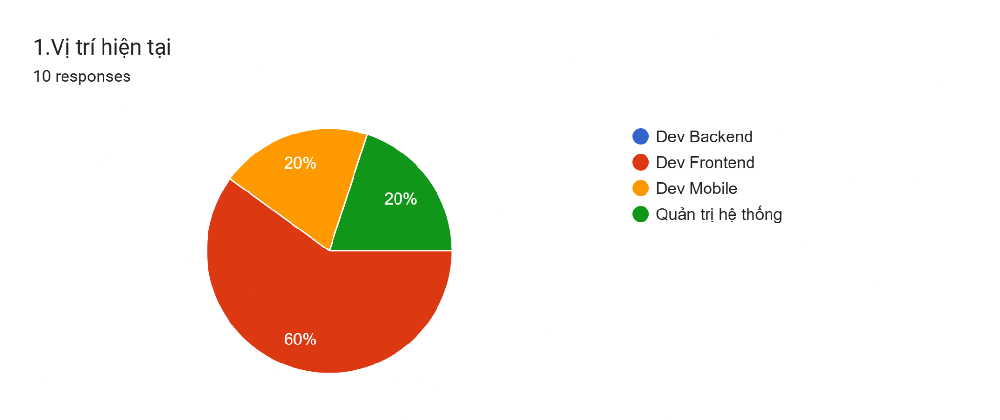 1.Vị trí hiện tại
10 responses
20%
20%
60%
Dev Backend
Dev Frontend
Dev Mobile
Quản trị hệ thống